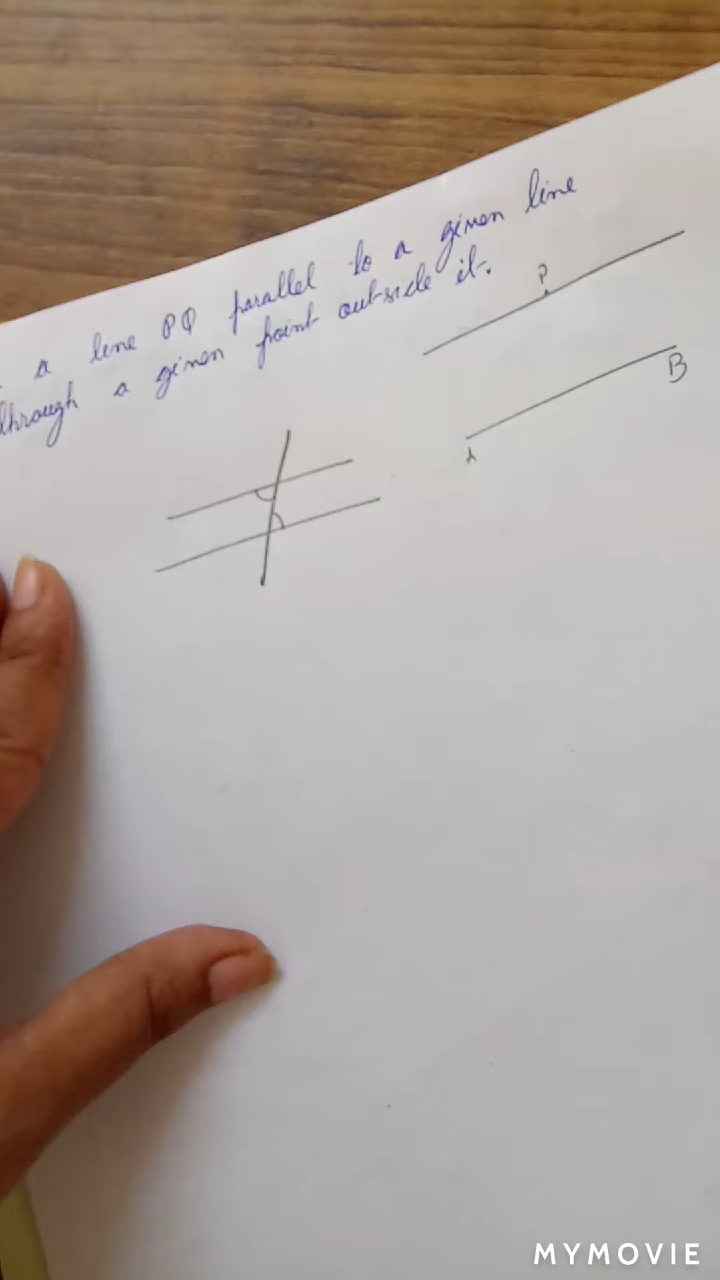 a line PQ parallel to a given line
through a given point outside it.
P
B
A
MYMOVIE